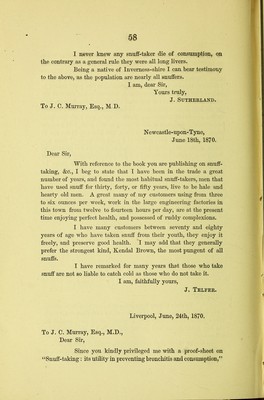 58
I never knew any snuff-taker die of consumption, on
the contrary as a general rule they were all long livers.
Being a native of Inverness-shire I can bear testimony
to the above, as the population are nearly all snuffers.
I am, dear Sir,
Yours truly,
J. Sutherland.
To J. C. Murray, Esq., M D.
Newcastle-upon-Tyne,
June 18th, 1870.
Dear Sir,
With reference to the book you are publishing on snuff-
taking, &c., I beg to state that I have been in the trade a great
number of years, and found the most habitual snuff-takers, men that
have used snuff for thirty, forty, or fifty years, live to be hale and
hearty old men. A great many of my customers using from three
to six ounces per week, work in the large engineering factories in
this town from twelve to fourteen hours per day, are at the present
time enjoying perfect health, and possessed of ruddy complexions.
I have many customers between seventy and eighty
years of age who have taken snuff from their youth, they enjoy it
freely, and preserve good health. I may add that they generally
prefer the strongest kind, Kendal Brown, the most pungent of all
snuffs.
I have remarked for many years that those who take
snuff are not so liable to catch cold as those who do not take it.
I am, faithfully yours,
J. Telfer.
Liverpool, June, 24th, 1870.
To J. C. Murray, Esq., M.D.,
Dear Sir,
Since you kindly privileged me with a proof-sheet on
"Snuff-taking: its utility in preventing bronchitis and consumption,"